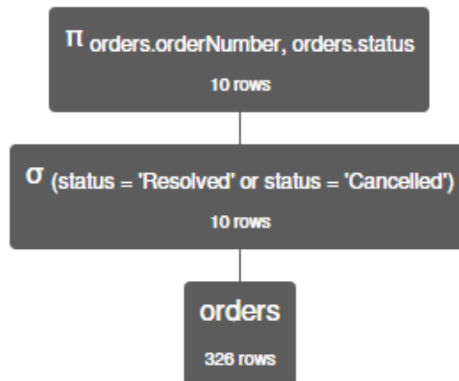 π orders.orderNumber, orders.status
10 rows
σ (status = 'Resolved' or status = 'Cancelled')
10 rows
orders
326 rows